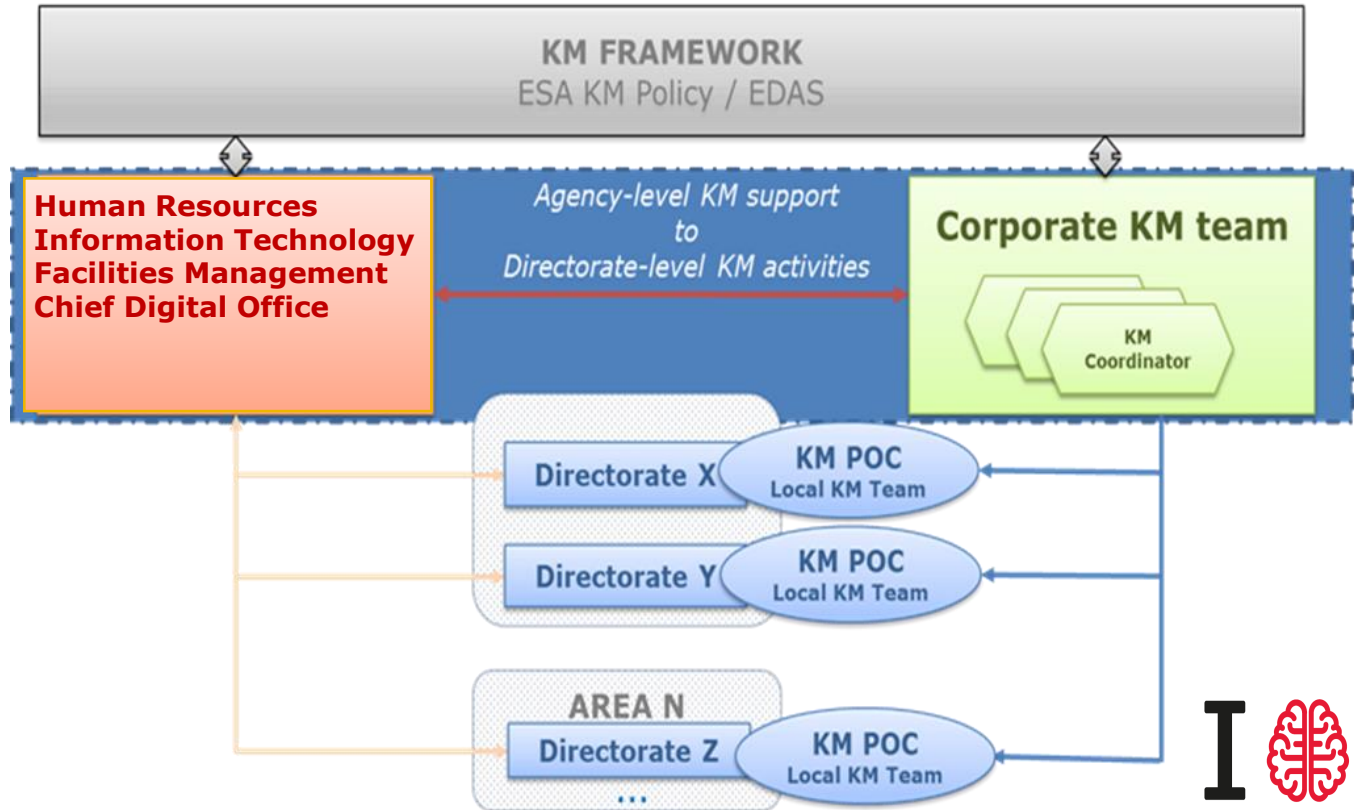 KM FRAMEWORK
ESA KM Policy / EDAS
Human Resources
Information Technology
Facilities Management
Chief Digital Office
Agency-level KM support
to
Directorate-level KM activities
Corporate KM team
KM
Coordinator
Directorate X
KM POC
Local KM Team
Directorate Y
KM POC
Local KM Team
AREA N
Directorate Z
...
KM POC
Local KM Team
I